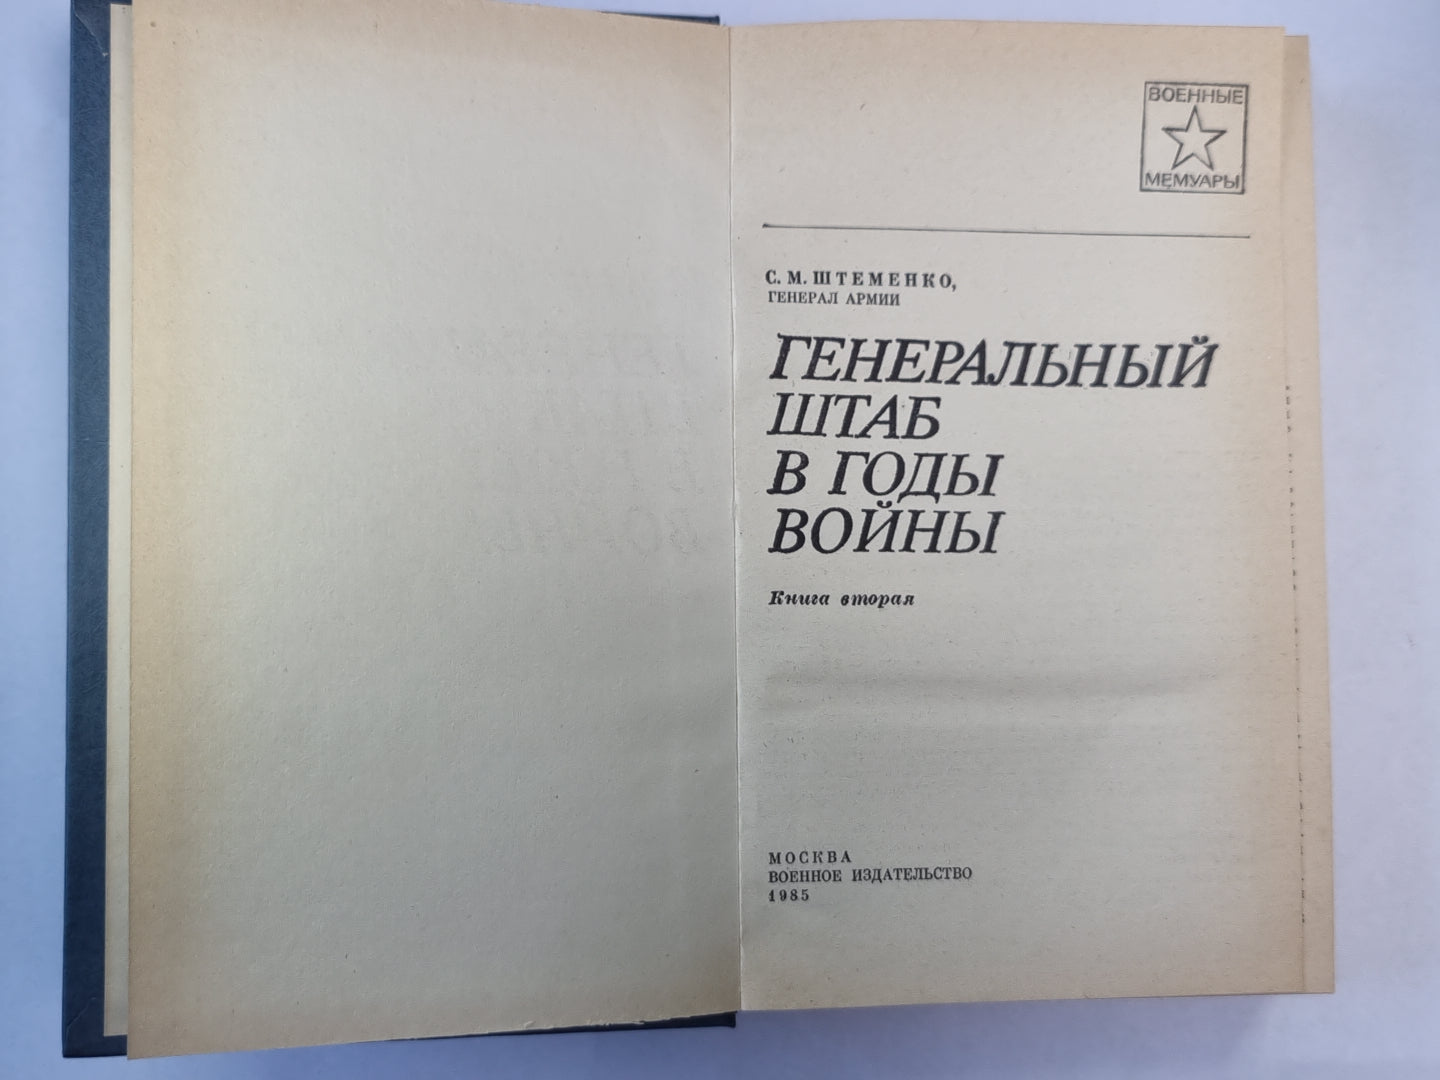 ВОЕННЫЕ
МЕМУАРЫ
С. М. ШТЕМЕНКО,
ГЕНЕРАЛ АРМИИ
ГЕНЕРАЛЬНЫЙ
ШТАБ
В ГОДЫ
ВОЙНЫ
Книга вторая
МОСКВА
ВОЕННОЕ ИЗДАТЕЛЬСТВО
1985